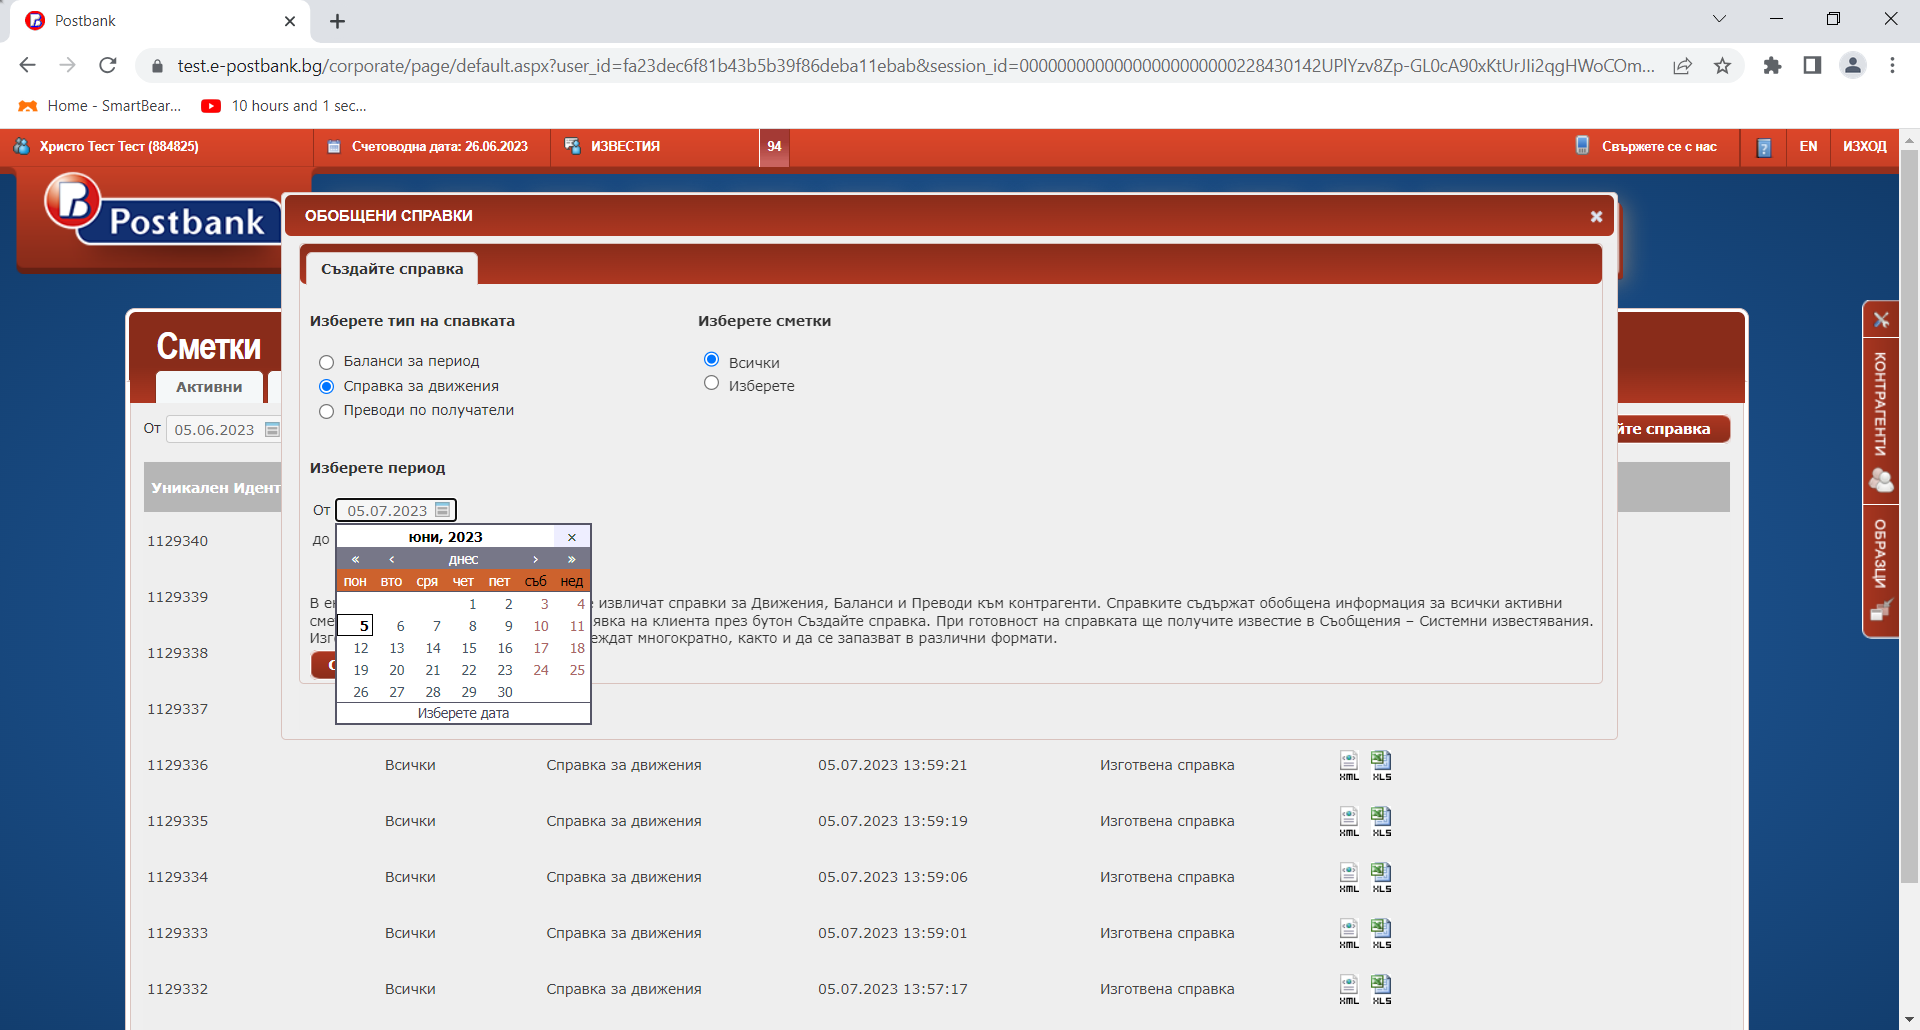 Postbank
test.e-postbank.bg/corporate/page/default.aspx?user_id=fa23dec6f81b43b5b39f86deba11ebab&session_id=
Home - SmartBear...
10 hours and 1 sec...
Христо Тест Тест (884825)
Счетоводна дата: 26.06.2023
ИЗВЕСТИЯ
94
Свържете се с нас
EN
ИЗХОД
Postbank
ОБОБЩЕНИ СПРАВКИ
Създайте справка
Изберете тип на спавката
Изберете сметки
Баланси за период
Справка за движения
Преводи по получатели
Всички
Изберете
Изберете период
От 05.07.2023
до
юни, 2023
« ‹ днес › »
пон вто сря чет пет съб нед
1 2 3 4
5 6 7 8 9 10 11
12 13 14 15 16 17 18
19 20 21 22 23 24 25
26 27 28 29 30
Изберете дата
извличат справки за Движения, Баланси и Преводи към контрагенти. Справките съдържат обобщена информация за всички активни
на клиента през бутон Създайте справка. При готовност на справката ще получите известие в Съобщения – Системни известявания.
многократно, както и да се запазват в различни формати.
Сметки
Активни
От 05.06.2023
справка
Уникален
КОНТРАГЕНТИ
ОБРАЗЦИ
1129340
1129339
1129338
1129337
1129336 Всички Справка за движения 05.07.2023 13:59:21 Изготвена справка XML XLS
1129335 Всички Справка за движения 05.07.2023 13:59:19 Изготвена справка XML XLS
1129334 Всички Справка за движения 05.07.2023 13:59:06 Изготвена справка XML XLS
1129333 Всички Справка за движения 05.07.2023 13:59:01 Изготвена справка XML XLS
1129332 Всички Справка за движения 05.07.2023 13:57:17 Изготвена справка XML XLS